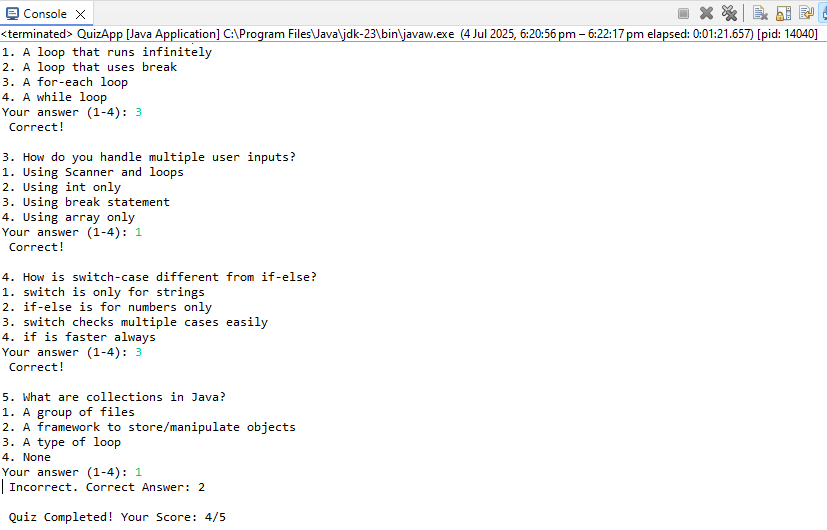 Console
<terminated> QuizApp [Java Application] C:\Program Files\Java\jdk-23\bin\javaw.exe (4 Jul 2025, 6:20:56 pm – 6:22:17 pm elapsed: 0:01:21.657) [pid: 14040]
1. A loop that runs infinitely
2. A loop that uses break
3. A for-each loop
4. A while loop
Your answer (1-4): 3
Correct!
3. How do you handle multiple user inputs?
1. Using Scanner and loops
2. Using int only
3. Using break statement
4. Using array only
Your answer (1-4): 1
Correct!
4. How is switch-case different from if-else?
1. switch is only for strings
2. if-else is for numbers only
3. switch checks multiple cases easily
4. if is faster always
Your answer (1-4): 3
Correct!
5. What are collections in Java?
1. A group of files
2. A framework to store/manipulate objects
3. A type of loop
4. None
Your answer (1-4): 1
Incorrect. Correct Answer: 2
Quiz Completed! Your Score: 4/5